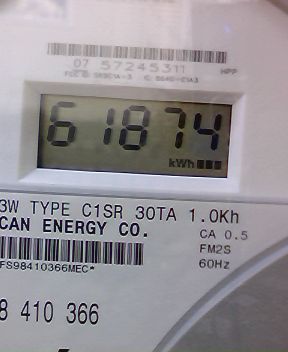 07 57245311
HPP
61874
kWh
3W TYPE C1SR 30TA 1.0Kh
CAN ENERGY CO.
CA 0.5
FM2S
60Hz
FS98410366MEC*
8 410 366